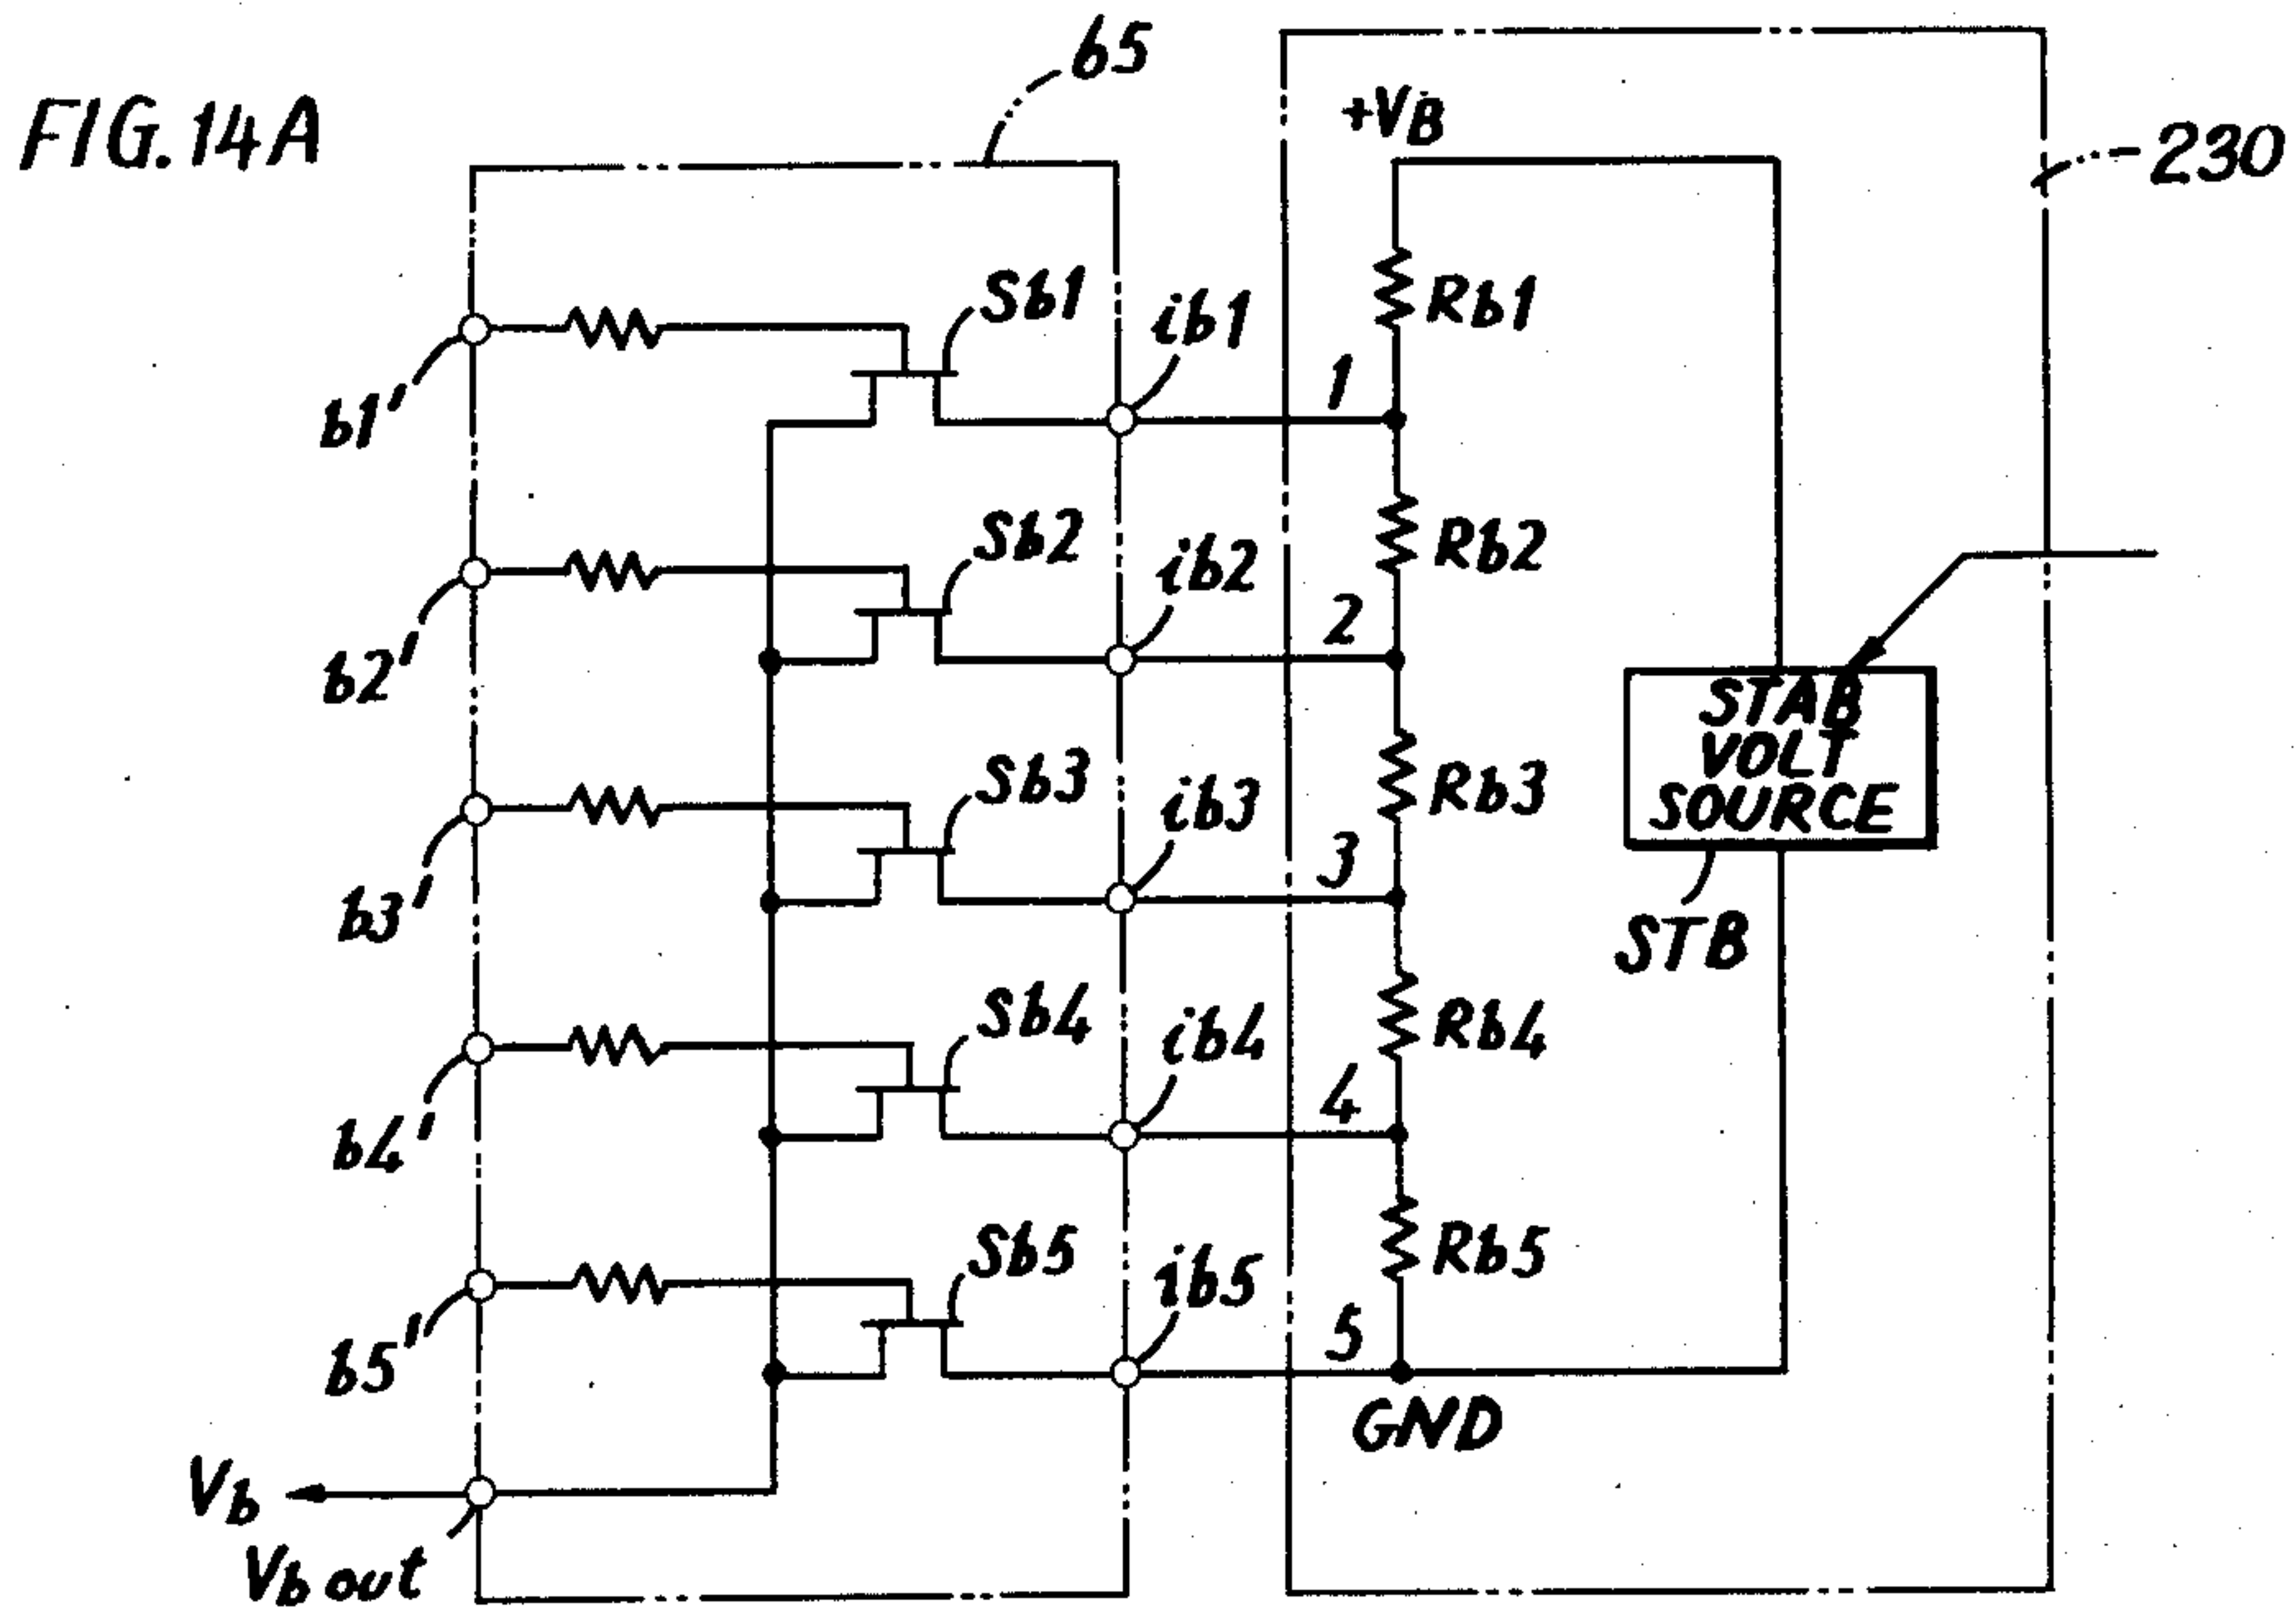 FIG. 14A
65
230
+VB
Sb1
ib1
1
Rb1
b1'
Sb2
ib2
2
Rb2
b2'
STAB
VOLT
SOURCE
STB
Sb3
ib3
3
Rb3
b3'
Sb4
ib4
4
Rb4
b4'
Sb5
ib5
5
Rb5
b5'
GND
Vb
Vb out